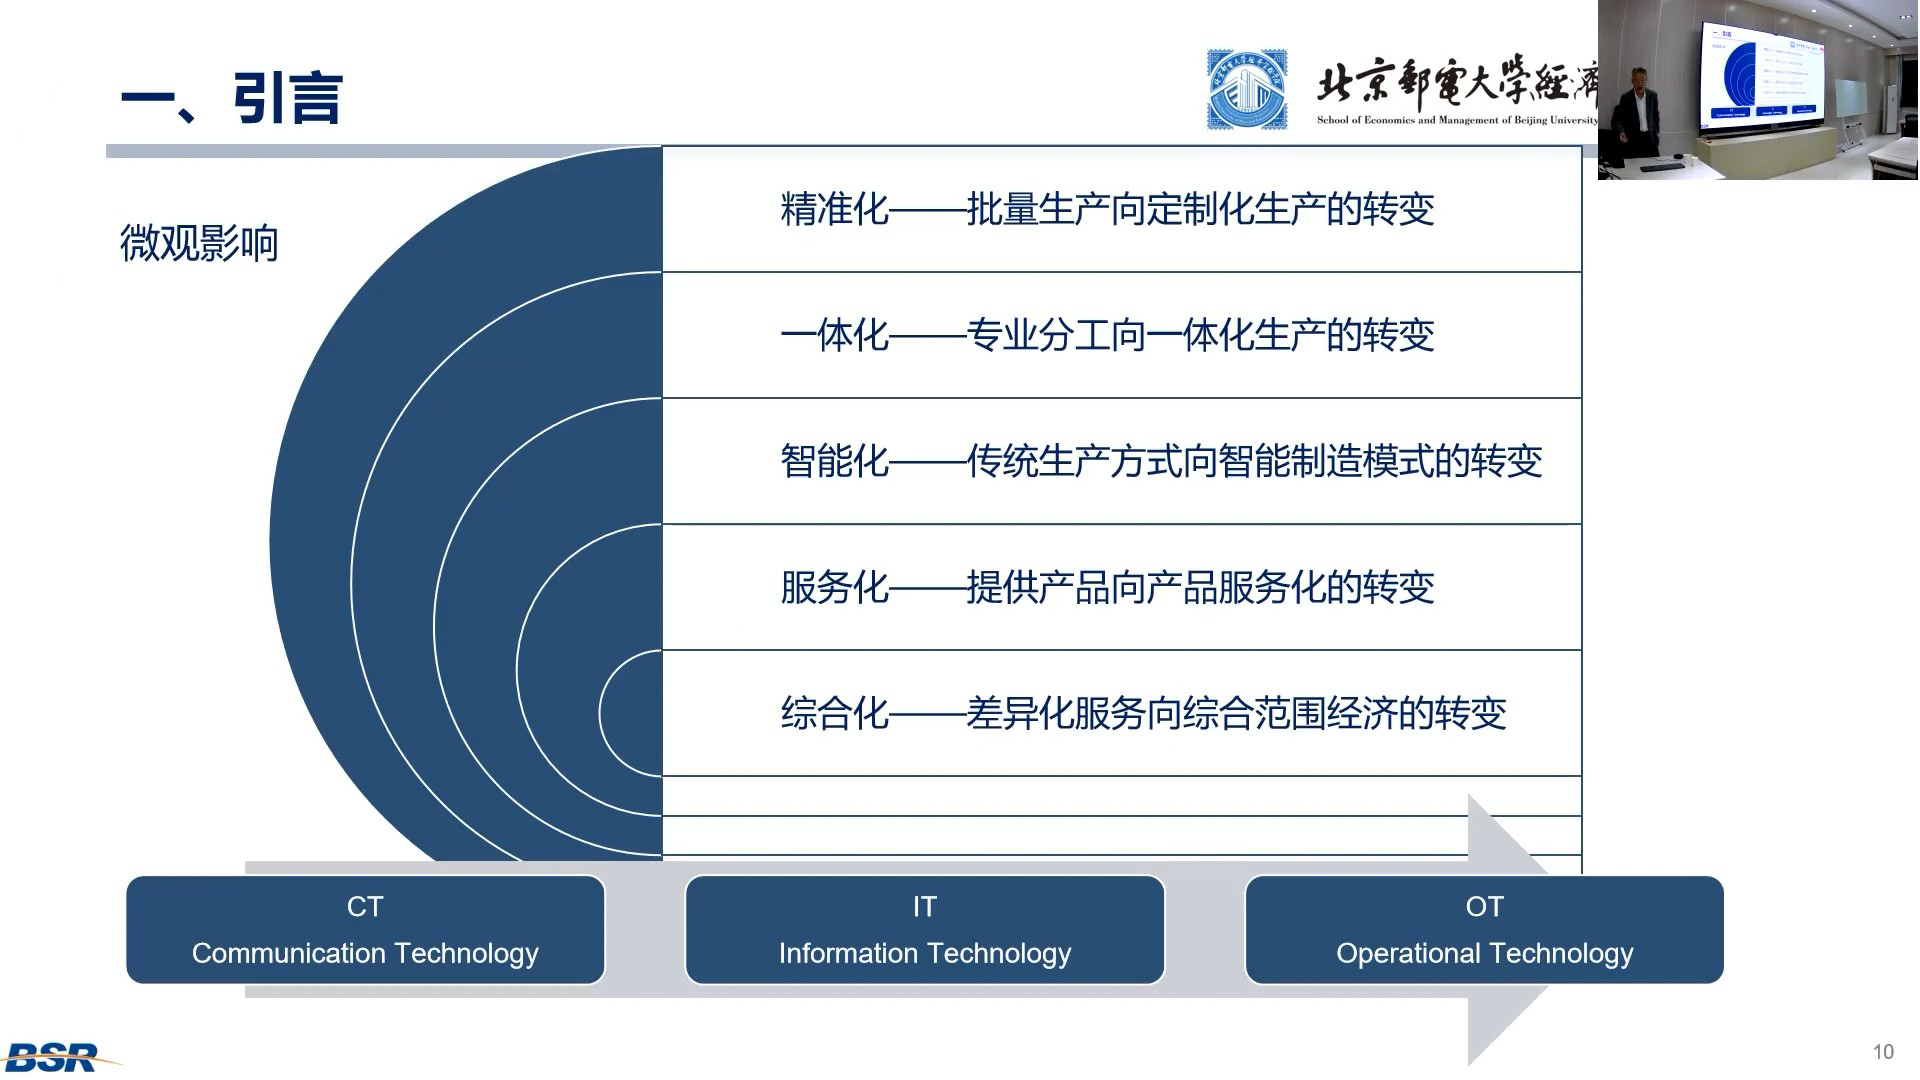 一、引言
北京郵電大學經濟
School of Economics and Management of Beijing University
微观影响
精准化——批量生产向定制化生产的转变
一体化——专业分工向一体化生产的转变
智能化——传统生产方式向智能制造模式的转变
服务化——提供产品向产品服务化的转变
综合化——差异化服务向综合范围经济的转变
CT
Communication Technology
IT
Information Technology
OT
Operational Technology
BSR
10